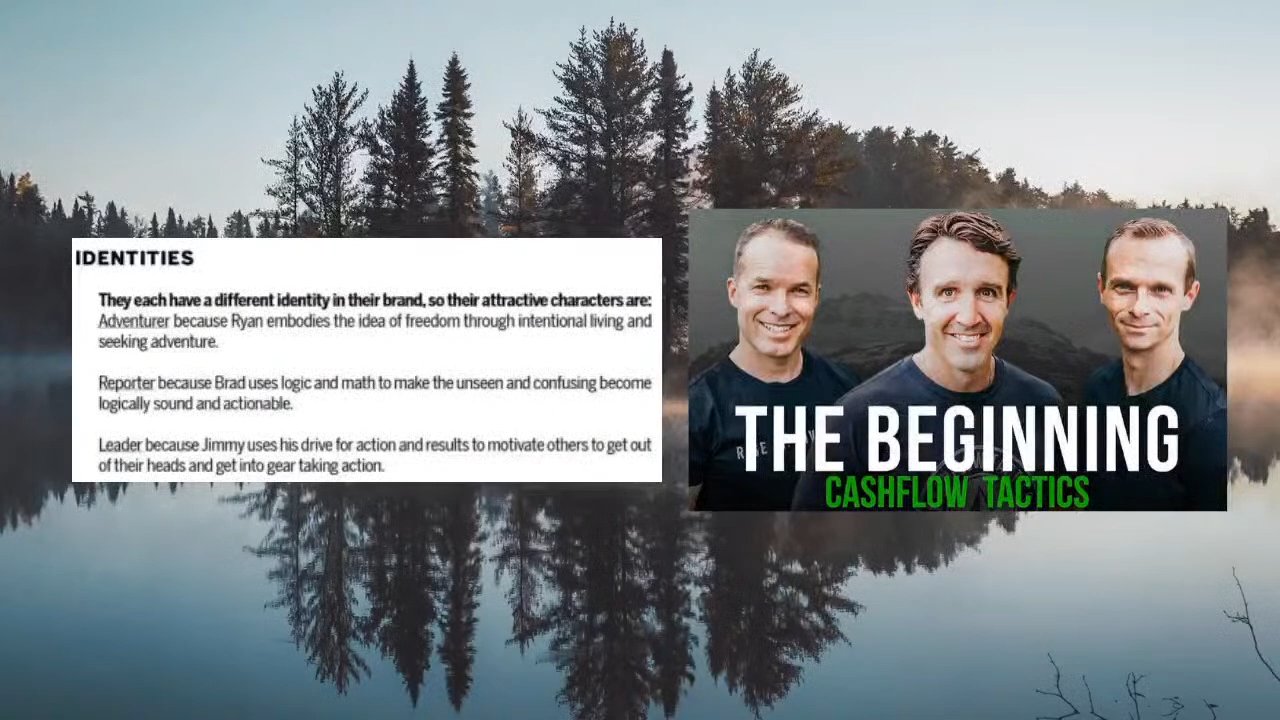 IDENTITIES
They each have a different identity in their brand, so their attractive characters are:
Adventurer because Ryan embodies the idea of freedom through intentional living and
seeking adventure.
Reporter because Brad uses logic and math to make the unseen and confusing become
logically sound and actionable.
Leader because Jimmy uses his drive for action and results to motivate others to get out
of their heads and get into gear taking action.
THE BEGINNING
CASHFLOW TACTICS